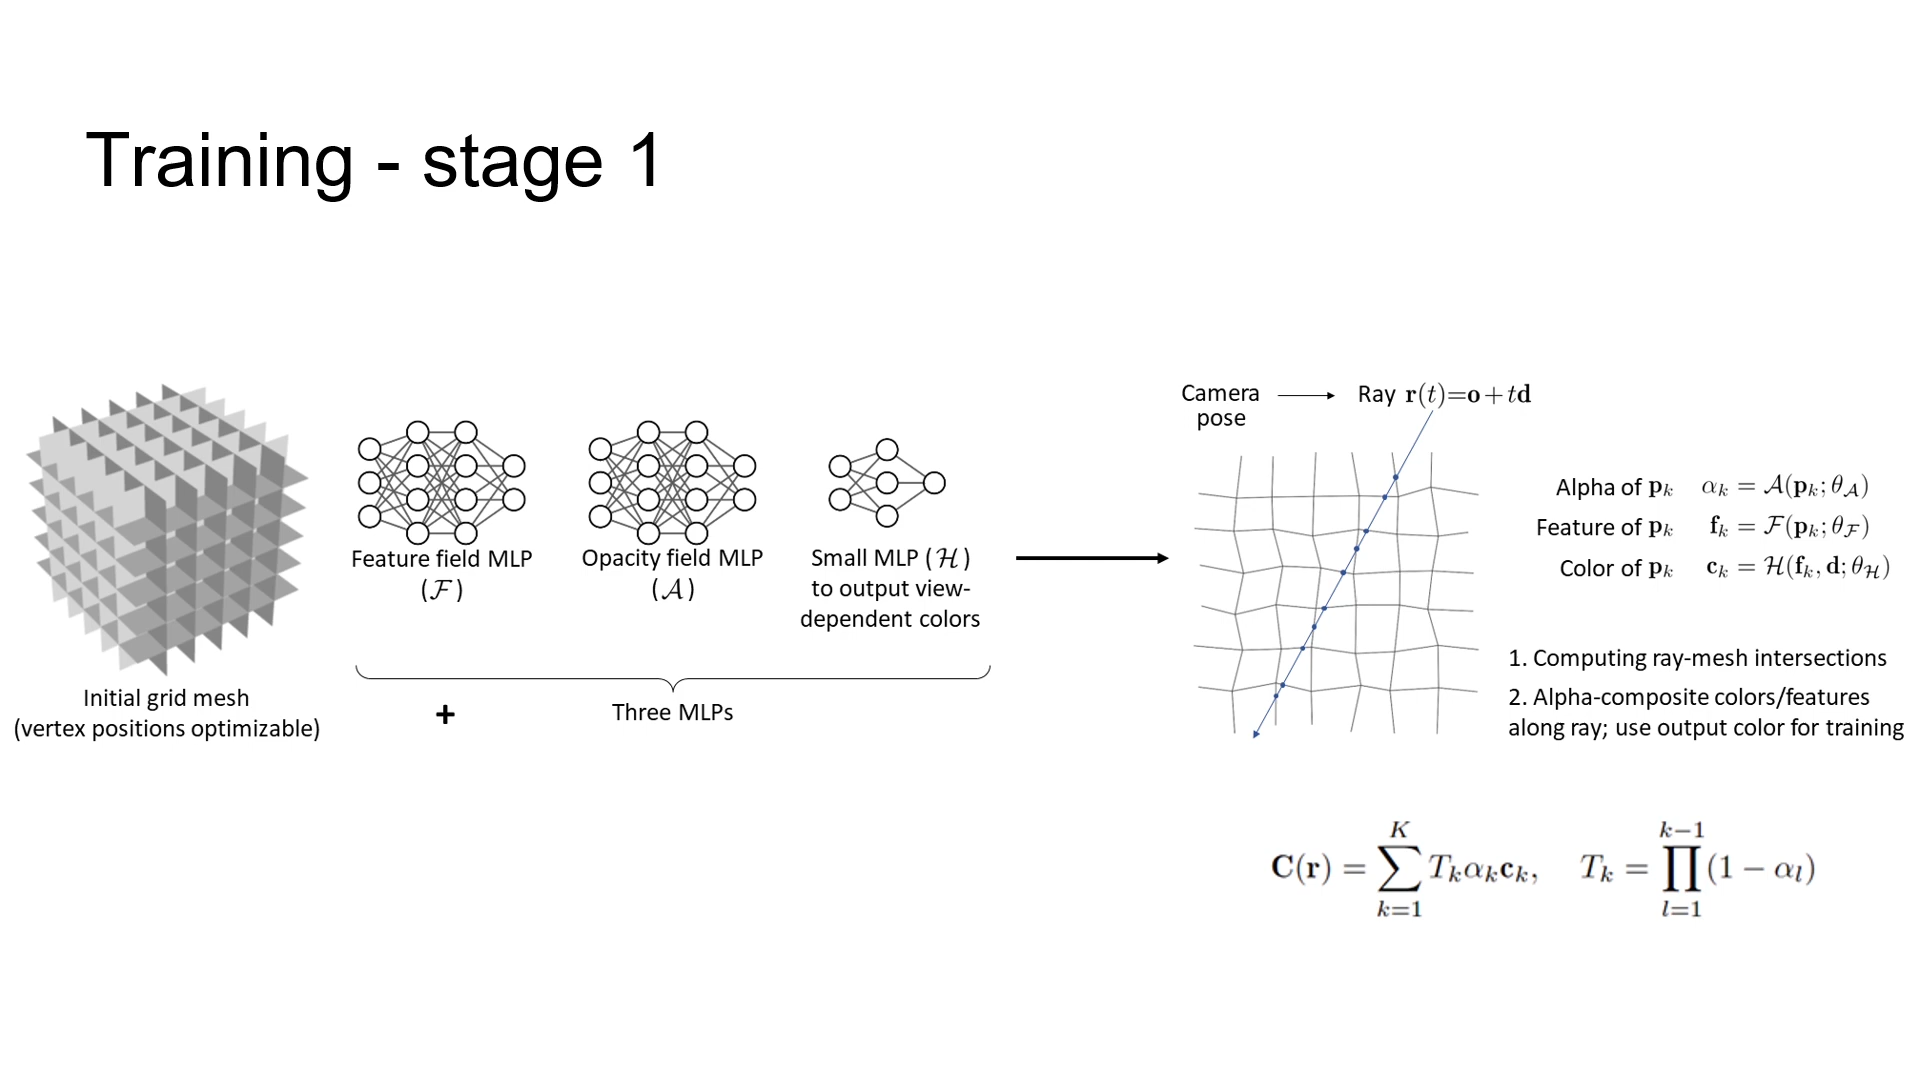 Training - stage 1
Initial grid mesh
(vertex positions optimizable)
+
Feature field MLP
(ℱ)
Opacity field MLP
(𝒜)
Small MLP (ℋ)
to output view-
dependent colors
Three MLPs
Camera
pose
Ray r(t)=o+td
Alpha of p_k α_k = 𝒜(p_k; θ_𝒜)
Feature of p_k f_k = ℱ(p_k; θ_ℱ)
Color of p_k c_k = ℋ(f_k, d; θ_ℋ)
1. Computing ray-mesh intersections
2. Alpha-composite colors/features
along ray; use output color for training
C(r) = ∑_{k=1}^{K} T_k α_k c_k, T_k = ∏_{l=1}^{k−1} (1 − α_l)